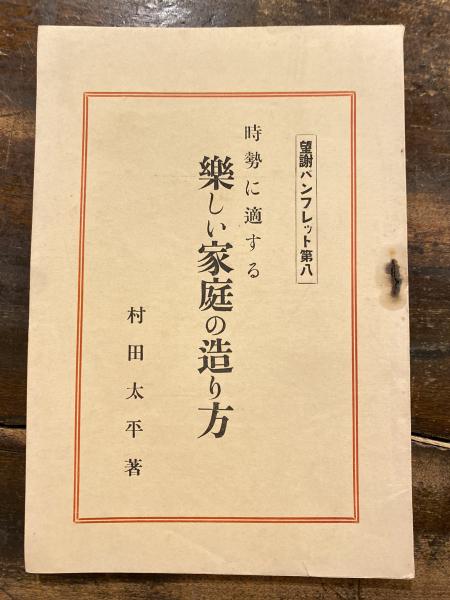 望謝パンフレット第八
時勢に適する
樂しい家庭の造り方
村田太平著